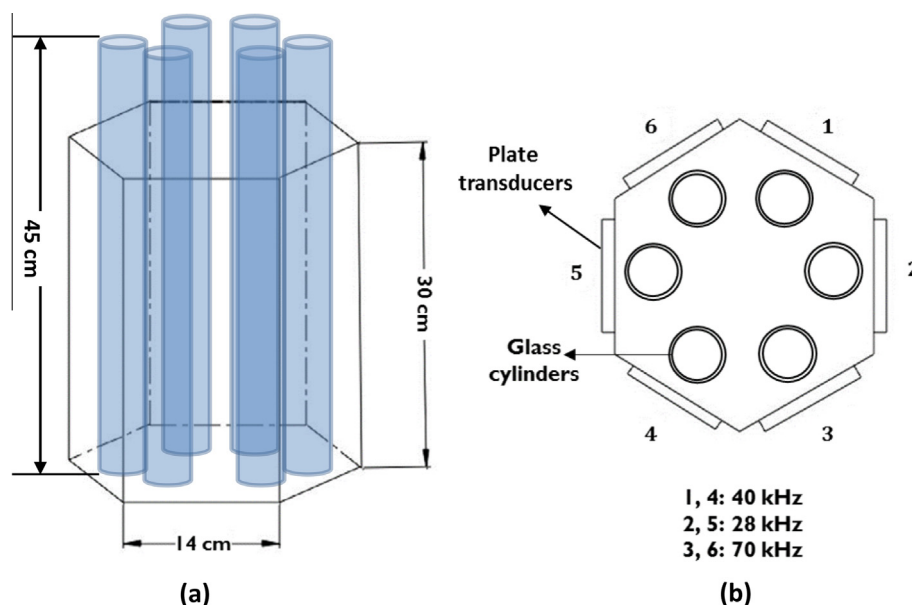 45 cm
30 cm
14 cm
(a)
6
1
Plate
transducers
5
2
Glass
cylinders
4
3
1, 4: 40 kHz
2, 5: 28 kHz
3, 6: 70 kHz
(b)